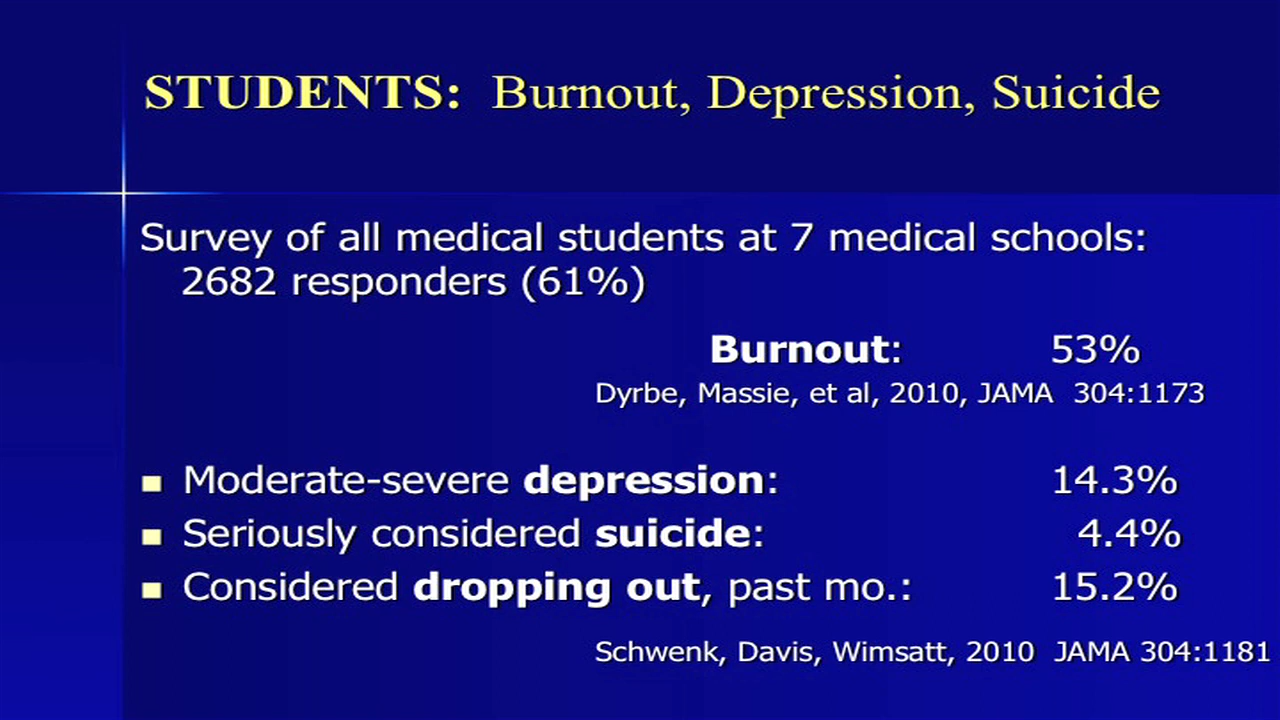 STUDENTS: Burnout, Depression, Suicide
Survey of all medical students at 7 medical schools:
2682 responders (61%)
Burnout: 53%
Dyrbe, Massie, et al, 2010, JAMA 304:1173
Moderate-severe depression: 14.3%
Seriously considered suicide: 4.4%
Considered dropping out, past mo.: 15.2%
Schwenk, Davis, Wimsatt, 2010 JAMA 304:1181